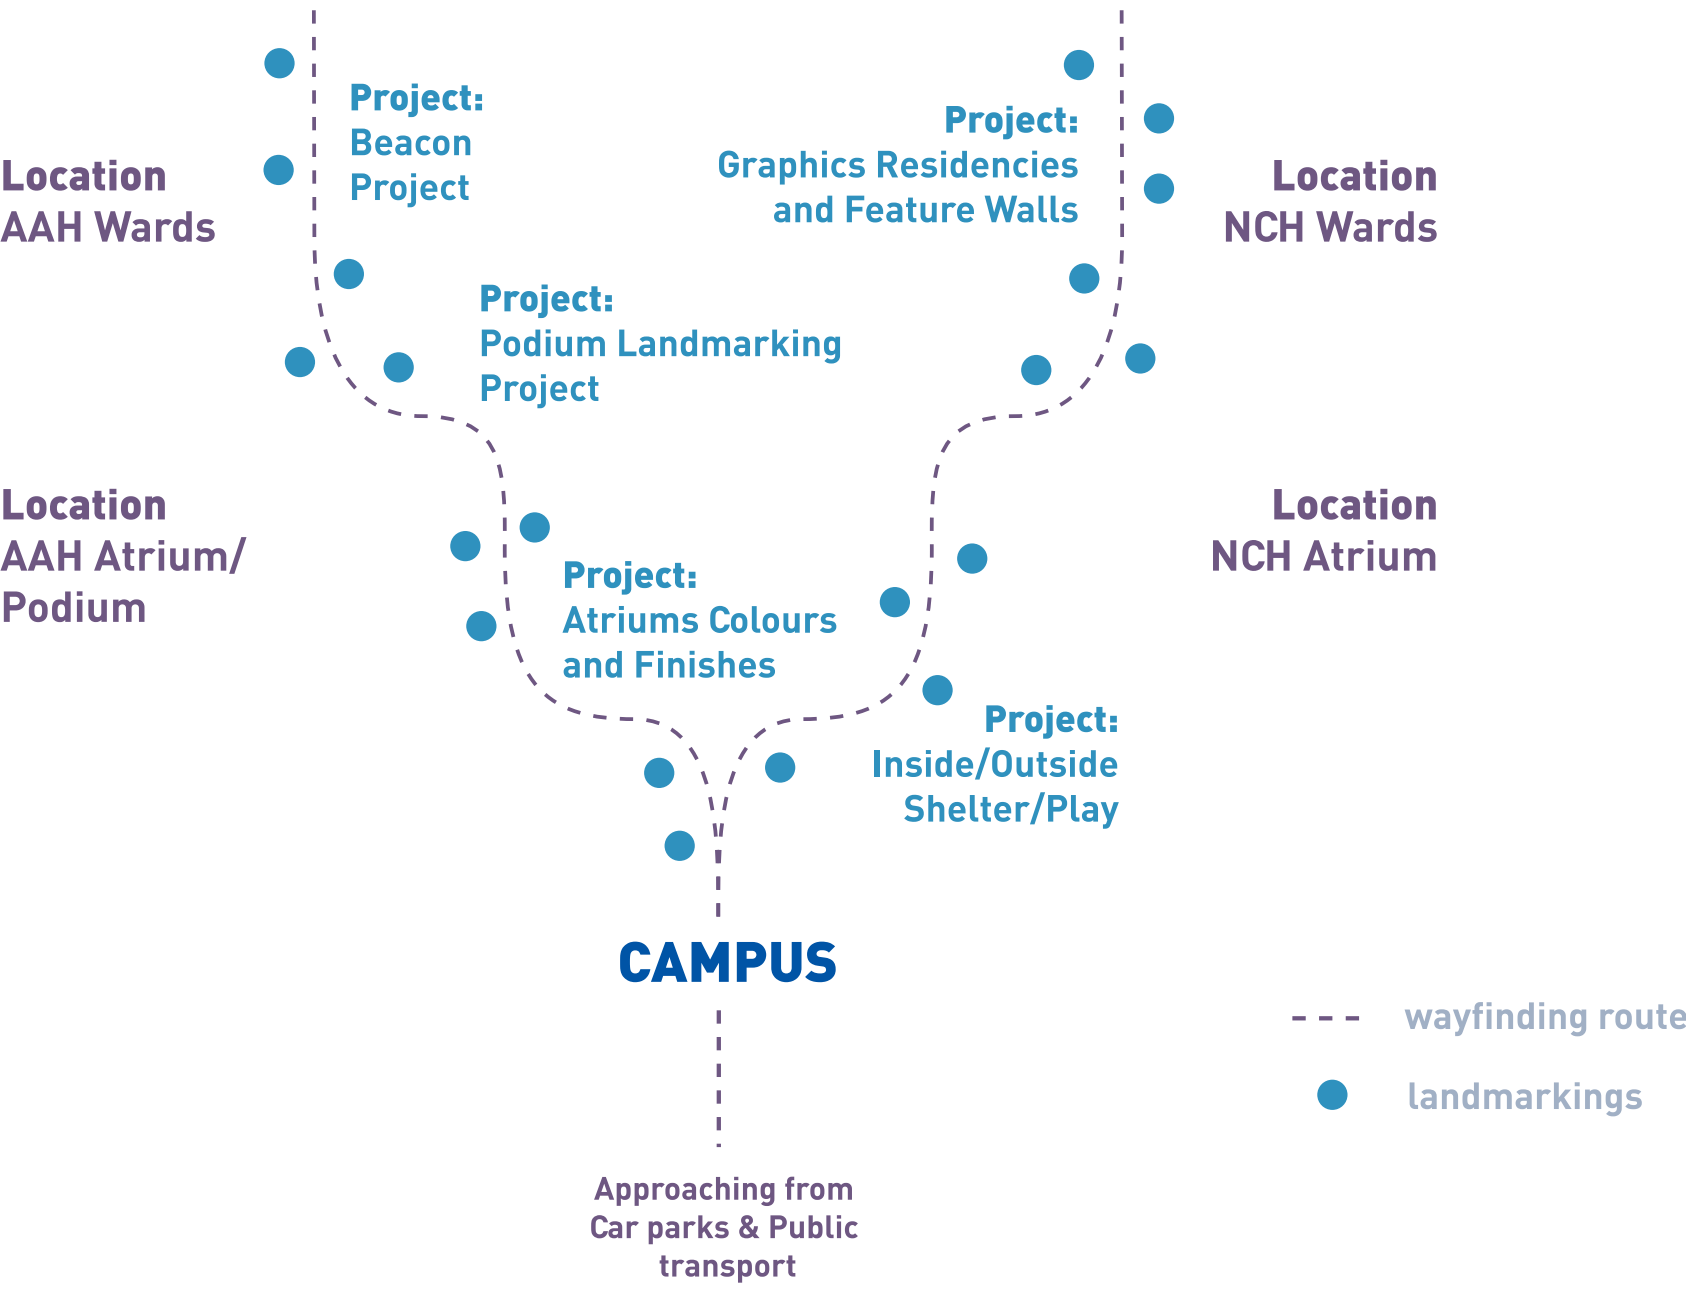 Project:
Beacon
Project
Project:
Graphics Residencies
and Feature Walls
Location
AAH Wards
Location
NCH Wards
Project:
Podium Landmarking
Project
Location
AAH Atrium/
Podium
Location
NCH Atrium
Project:
Atriums Colours
and Finishes
Project:
Inside/Outside
Shelter/Play
CAMPUS
wayfinding route
landmarkings
Approaching from
Car parks & Public
transport